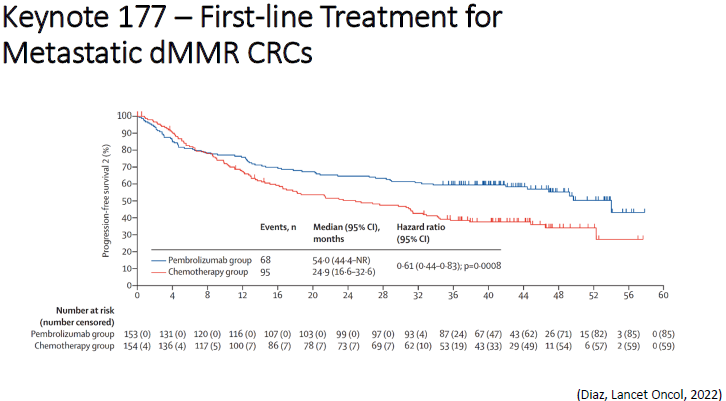 Keynote 177 – First-line Treatment for
Metastatic dMMR CRCs
Progression-free survival 2 (%)
100
90
80
70
60
50
40
30
20
10
0
Events, n Median (95% CI), months Hazard ratio (95% CI)
Pembrolizumab group 68 54·0 (44·4–NR)
Chemotherapy group 95 24·9 (16·6–32·6)
0·61 (0·44–0·83); p=0·0008
0 4 8 12 16 20 24 28 32 36 40 44 48 52 56 60
Number at risk
(number censored)
Pembrolizumab group 153 (0) 131 (0) 120 (0) 116 (0) 107 (0) 103 (0) 99 (0) 97 (0) 93 (4) 87 (24) 67 (47) 43 (62) 26 (71) 15 (82) 3 (85) 0 (85)
Chemotherapy group 154 (4) 136 (4) 117 (5) 100 (7) 86 (7) 78 (7) 73 (7) 69 (7) 62 (10) 53 (19) 43 (33) 29 (49) 11 (54) 6 (57) 2 (59) 0 (59)
(Diaz, Lancet Oncol, 2022)